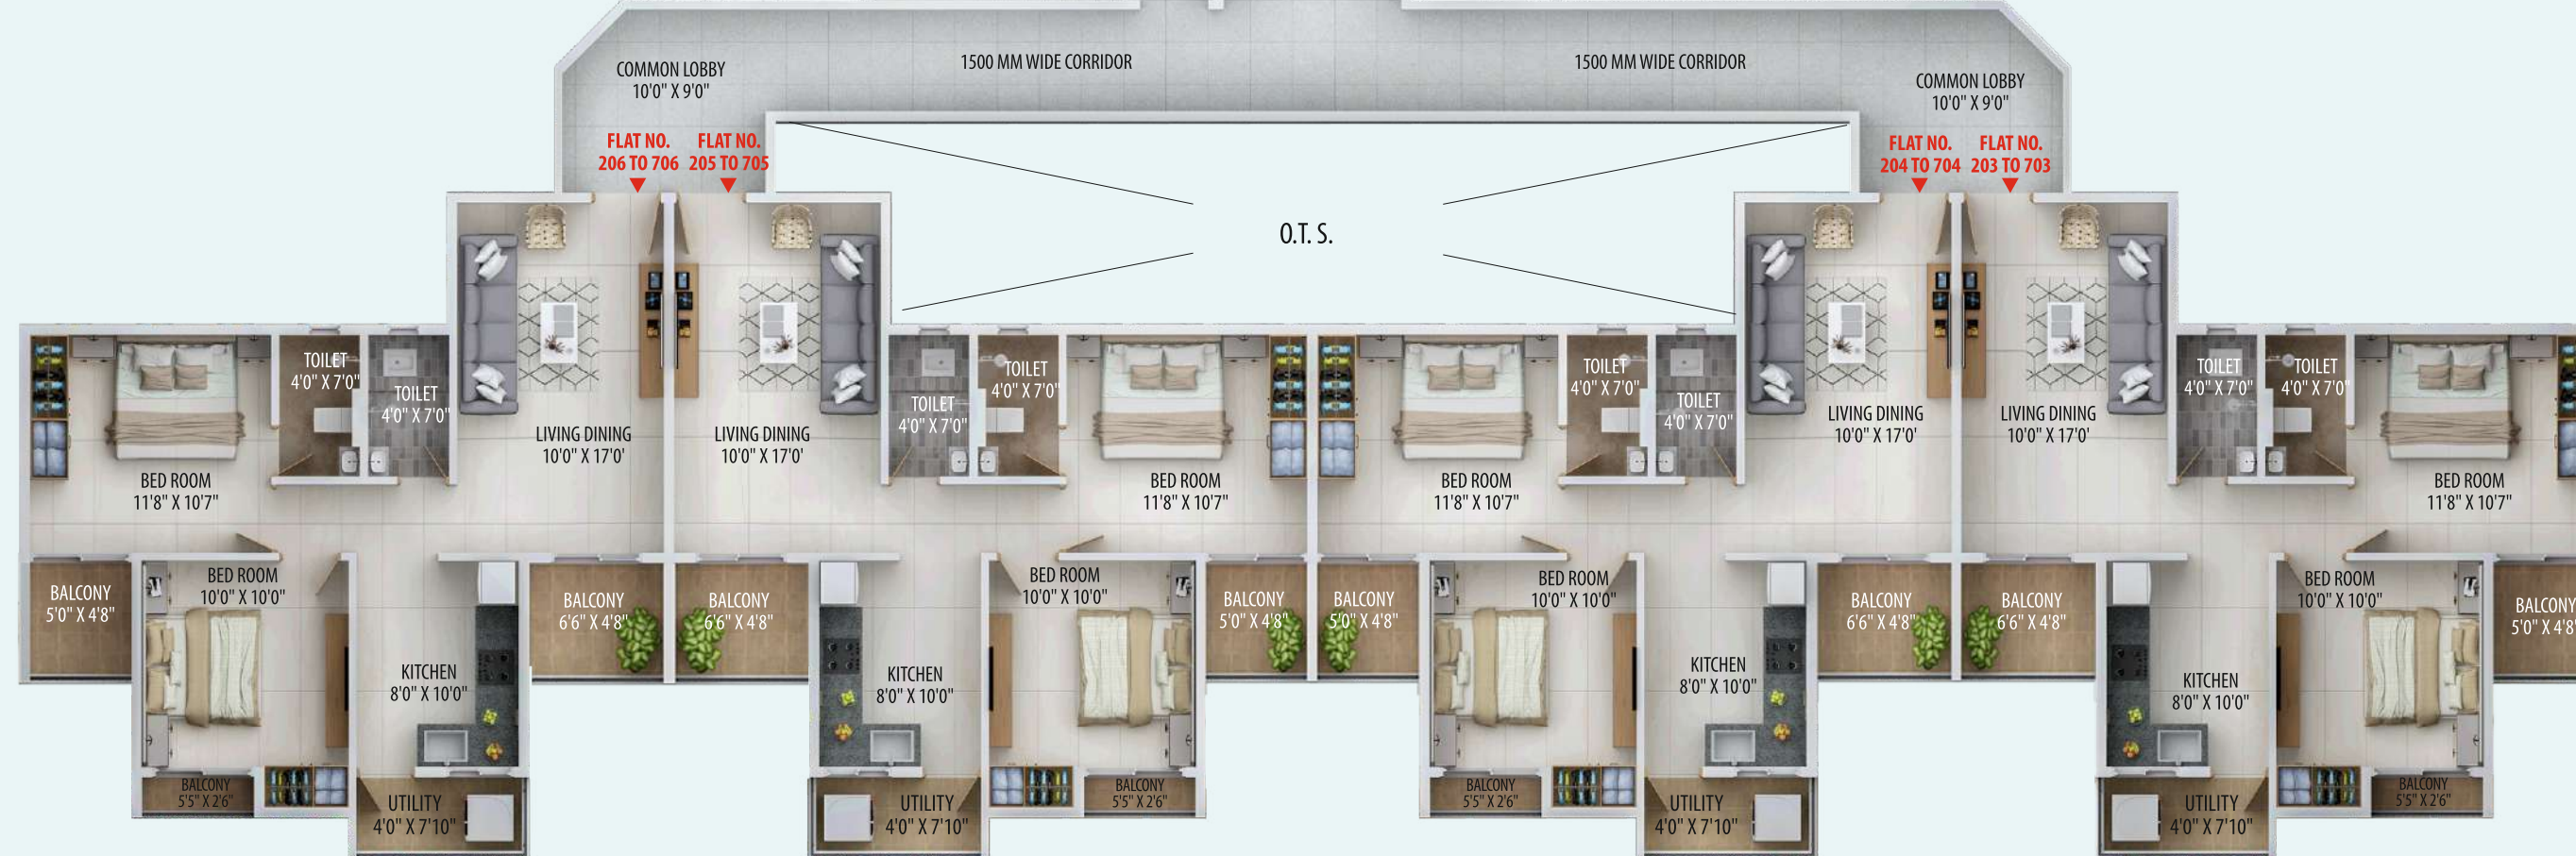 1500 MM WIDE CORRIDOR
1500 MM WIDE CORRIDOR
COMMON LOBBY
10'0" X 9'0"
COMMON LOBBY
10'0" X 9'0"
FLAT NO.
206 TO 706
FLAT NO.
205 TO 705
FLAT NO.
204 TO 704
FLAT NO.
203 TO 703
O.T. S.
TOILET
4'0" X 7'0"
TOILET
4'0" X 7'0"
LIVING DINING
10'0" X 17'0'
LIVING DINING
10'0" X 17'0'
TOILET
4'0" X 7'0"
TOILET
4'0" X 7'0"
TOILET
4'0" X 7'0"
TOILET
4'0" X 7'0"
LIVING DINING
10'0" X 17'0'
LIVING DINING
10'0" X 17'0'
TOILET
4'0" X 7'0"
TOILET
4'0" X 7'0"
BED ROOM
11'8" X 10'7"
BED ROOM
11'8" X 10'7"
BED ROOM
11'8" X 10'7"
BED ROOM
11'8" X 10'7"
BALCONY
5'0" X 4'8"
BED ROOM
10'0" X 10'0"
BALCONY
6'6" X 4'8"
BALCONY
6'6" X 4'8"
BED ROOM
10'0" X 10'0"
BALCONY
5'0" X 4'8"
BALCONY
5'0" X 4'8"
BED ROOM
10'0" X 10'0"
BALCONY
6'6" X 4'8"
BALCONY
6'6" X 4'8"
BED ROOM
10'0" X 10'0"
BALCONY
5'0" X 4'8"
KITCHEN
8'0" X 10'0"
KITCHEN
8'0" X 10'0"
KITCHEN
8'0" X 10'0"
KITCHEN
8'0" X 10'0"
BALCONY
5'5" X 2'6"
UTILITY
4'0" X 7'10"
UTILITY
4'0" X 7'10"
BALCONY
5'5" X 2'6"
BALCONY
5'5" X 2'6"
UTILITY
4'0" X 7'10"
UTILITY
4'0" X 7'10"
BALCONY
5'5" X 2'6"